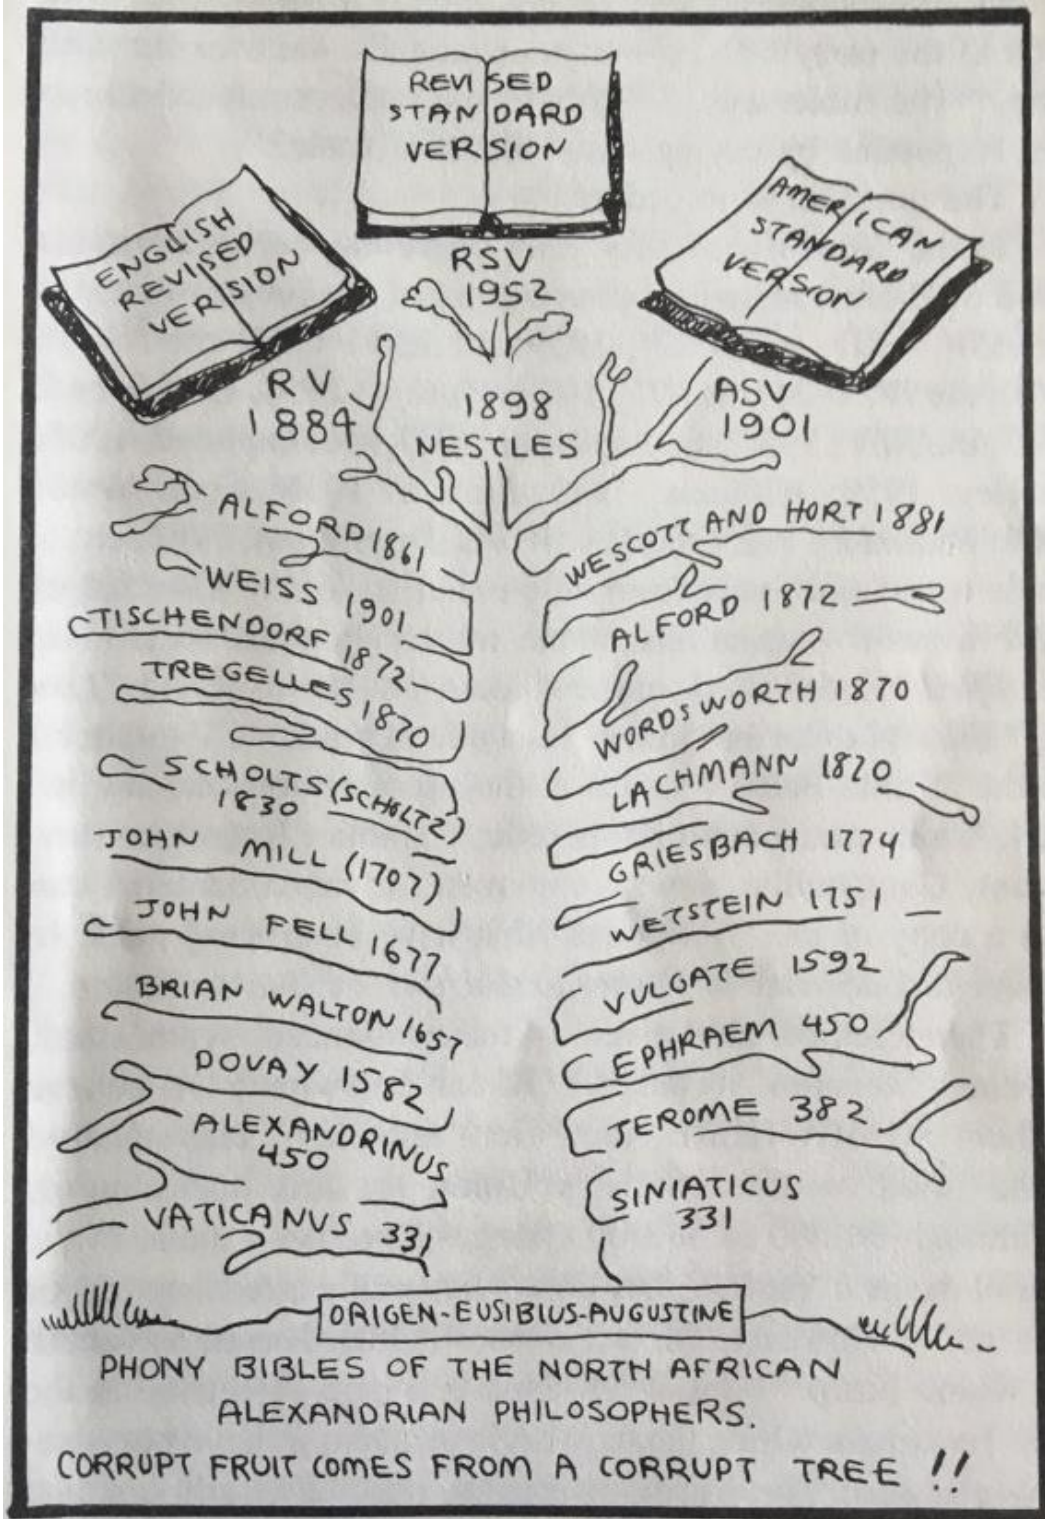 REVISED
STANDARD
VERSION
ENGLISH
REVISED
VERSION
AMERICAN
STANDARD
VERSION
RSV
1952
RV
1884
1898
NESTLES
ASV
1901
ALFORD 1861
WESCOTT AND HORT 1881
WEISS 1901
ALFORD 1872
TISCHENDORF 1872
WORDSWORTH 1870
TREGELLES 1870
LACHMANN 1820
SCHOLTS (SCHOLTZ)
1830
GRIESBACH 1774
JOHN MILL (1707)
WETSTEIN 1751
JOHN FELL 1677
VULGATE 1592
BRIAN WALTON 1657
EPHRAEM 450
DOVAY 1582
JEROME 382
ALEXANDRINUS
450
SINIATICUS
331
VATICANUS 331
ORIGEN-EUSIBIUS-AUGUSTINE
PHONY BIBLES OF THE NORTH AFRICAN
ALEXANDRIAN PHILOSOPHERS.
CORRUPT FRUIT COMES FROM A CORRUPT TREE !!